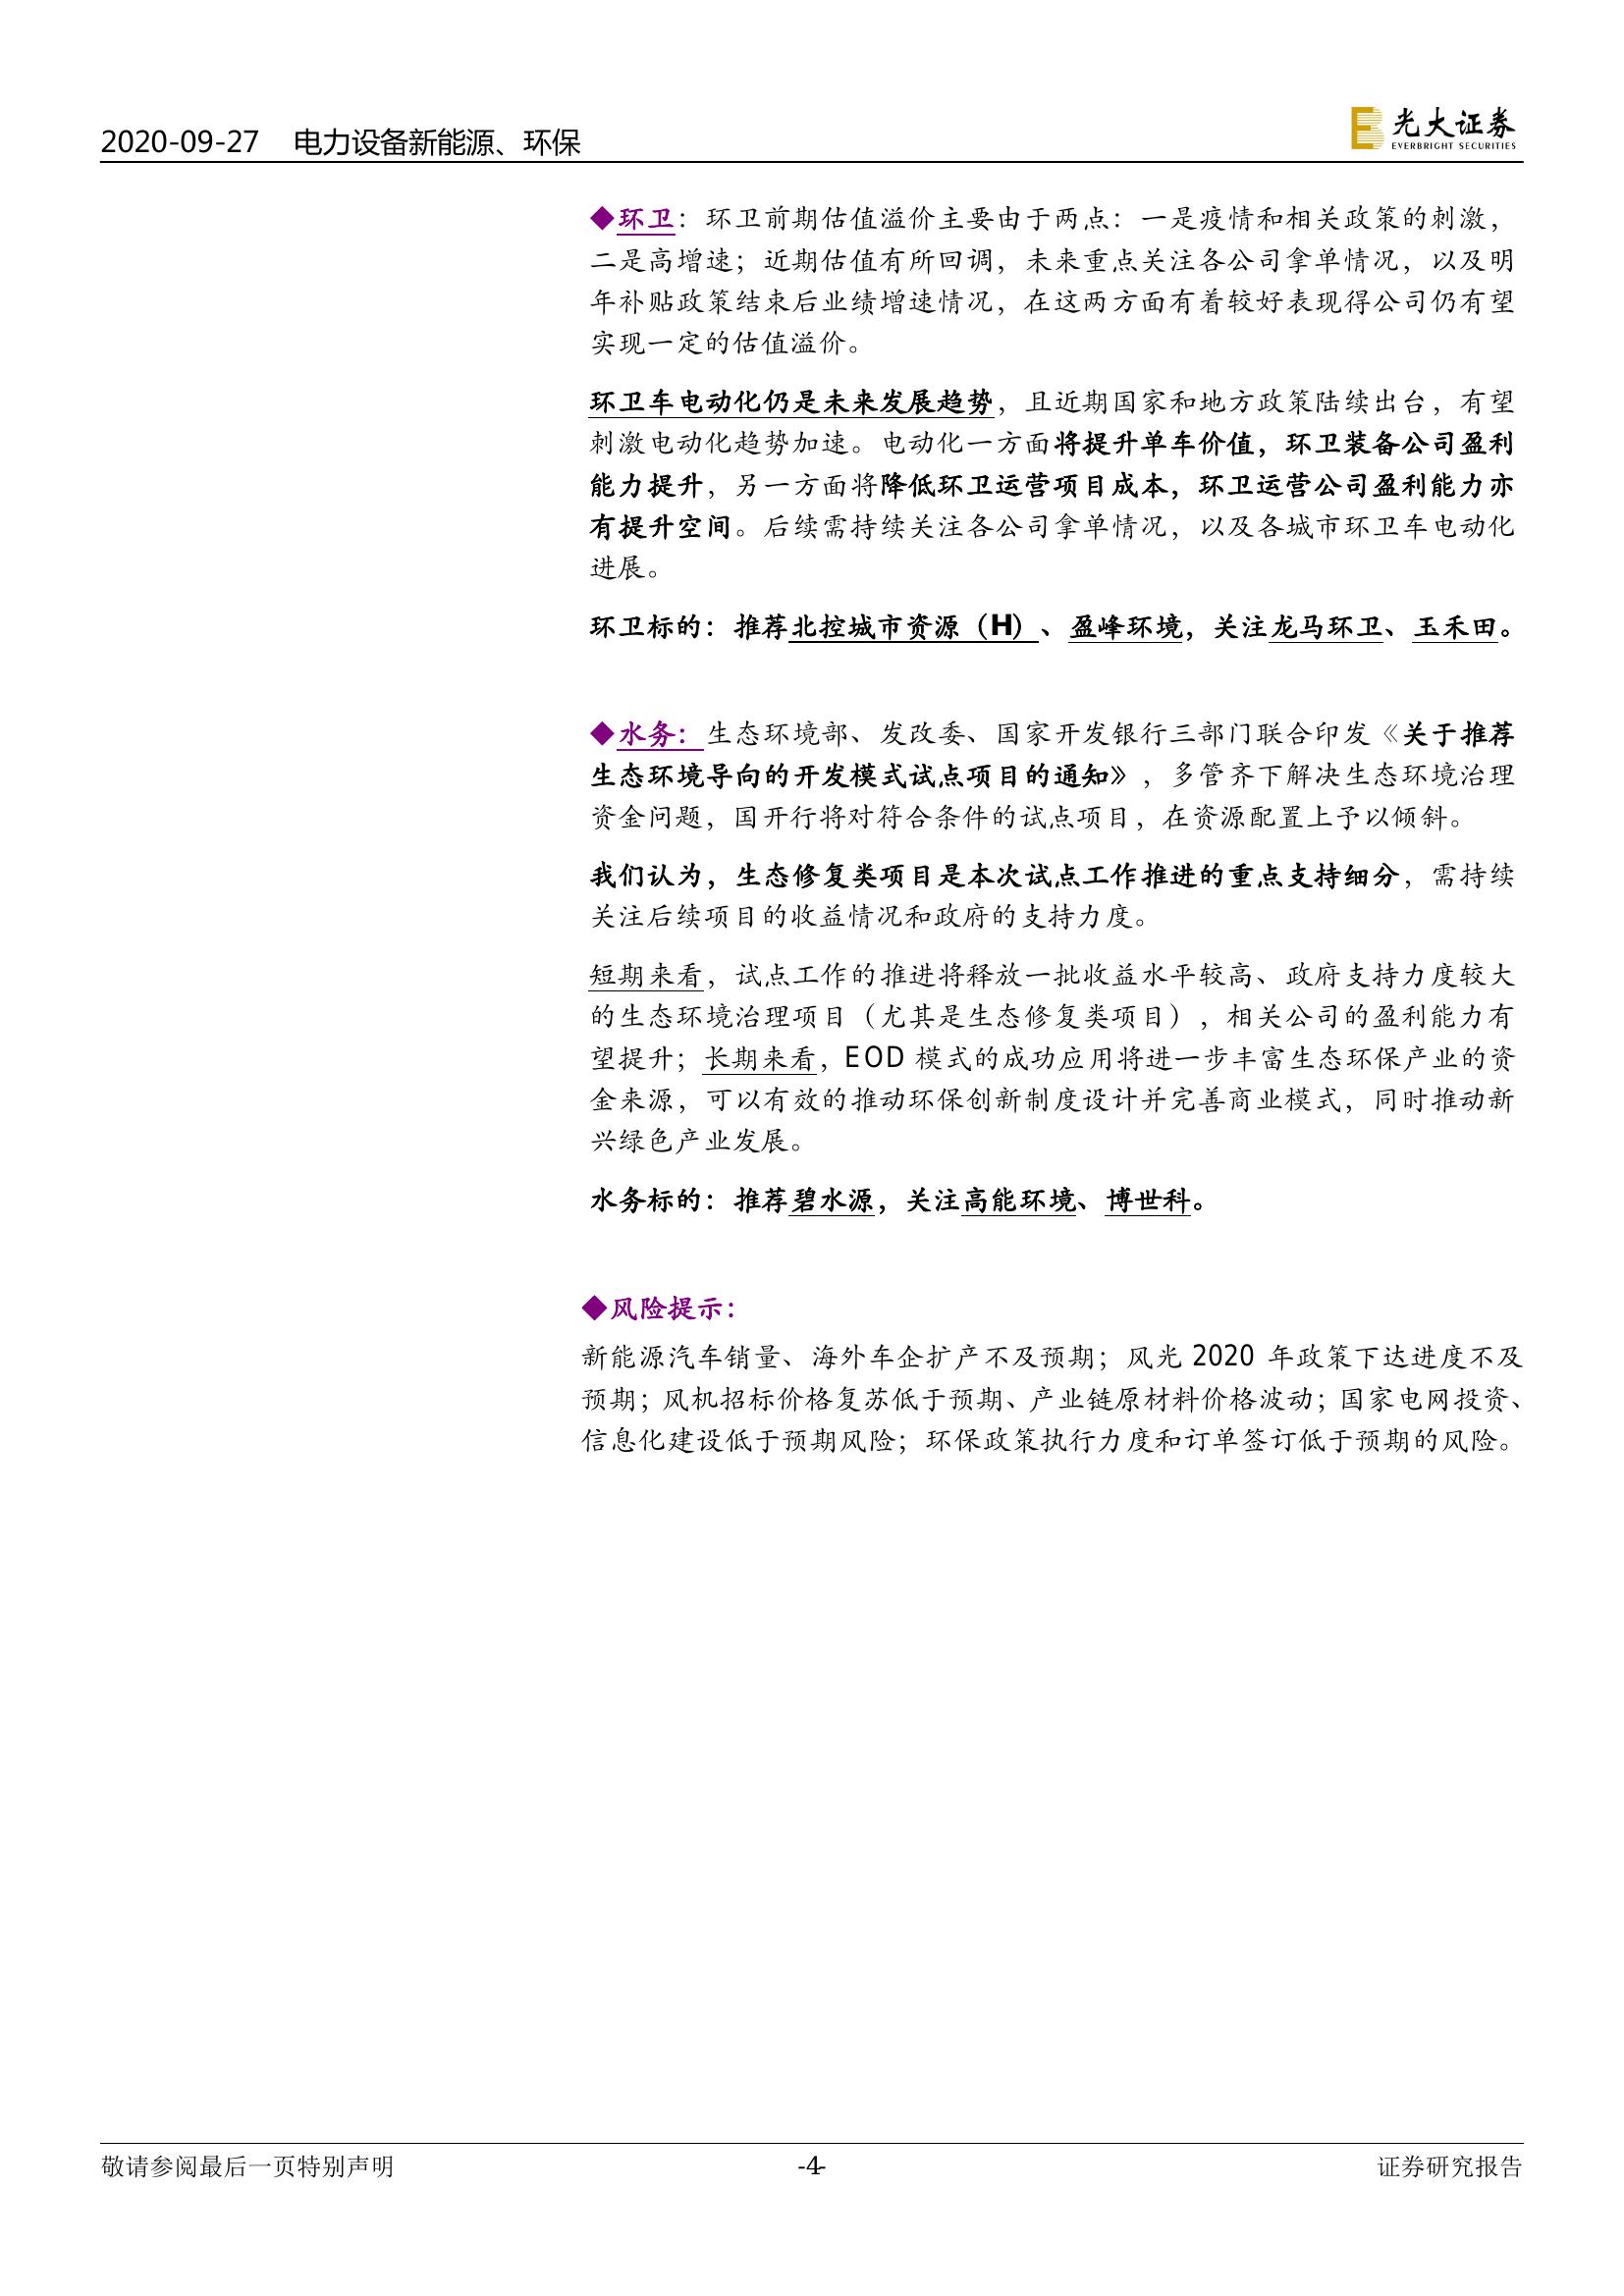 2020-09-27 电力设备新能源、环保
光大证券
EVERBRIGHT SECURITIES
◆环卫：环卫前期估值溢价主要由于两点：一是疫情和相关政策的刺激，
二是高增速；近期估值有所回调，未来重点关注各公司拿单情况，以及明
年补贴政策结束后业绩增速情况，在这两方面有着较好表现得公司仍有望
实现一定的估值溢价。
环卫车电动化仍是未来发展趋势，且近期国家和地方政策陆续出台，有望
刺激电动化趋势加速。电动化一方面将提升单车价值，环卫装备公司盈利
能力提升，另一方面将降低环卫运营项目成本，环卫运营公司盈利能力亦
有提升空间。后续需持续关注各公司拿单情况，以及各城市环卫车电动化
进展。
环卫标的：推荐北控城市资源（H）、盈峰环境，关注龙马环卫、玉禾田。
◆水务：生态环境部、发改委、国家开发银行三部门联合印发《关于推荐
生态环境导向的开发模式试点项目的通知》，多管齐下解决生态环境治理
资金问题，国开行将对符合条件的试点项目，在资源配置上予以倾斜。
我们认为，生态修复类项目是本次试点工作推进的重点支持细分，需持续
关注后续项目的收益情况和政府的支持力度。
短期来看，试点工作的推进将释放一批收益水平较高、政府支持力度较大
的生态环境治理项目（尤其是生态修复类项目），相关公司的盈利能力有
望提升；长期来看，EOD 模式的成功应用将进一步丰富生态环保产业的资
金来源，可以有效的推动环保创新制度设计并完善商业模式，同时推动新
兴绿色产业发展。
水务标的：推荐碧水源，关注高能环境、博世科。
◆风险提示：
新能源汽车销量、海外车企扩产不及预期；风光 2020 年政策下达进度不及
预期；风机招标价格复苏低于预期、产业链原材料价格波动；国家电网投资、
信息化建设低于预期风险；环保政策执行力度和订单签订低于预期的风险。
敬请参阅最后一页特别声明 -4- 证券研究报告